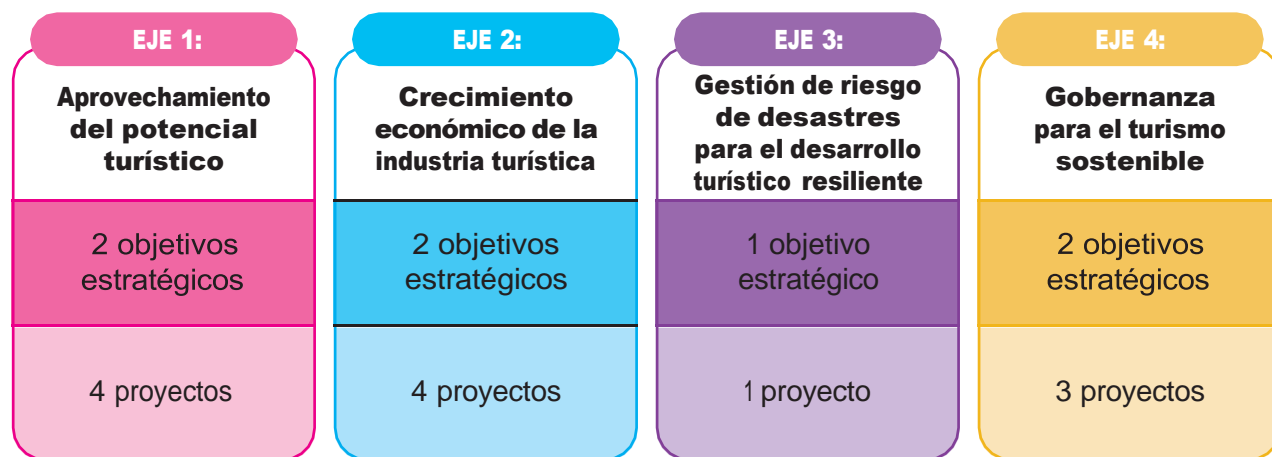 EJE 1:
Aprovechamiento
del potencial
turístico
2 objetivos
estratégicos
4 proyectos
EJE 2:
Crecimiento
económico de la
industria turística
2 objetivos
estratégicos
4 proyectos
EJE 3:
Gestión de riesgo
de desastres
para el desarrollo
turístico resiliente
1 objetivo
estratégico
1 proyecto
EJE 4:
Gobernanza
para el turismo
sostenible
2 objetivos
estratégicos
3 proyectos